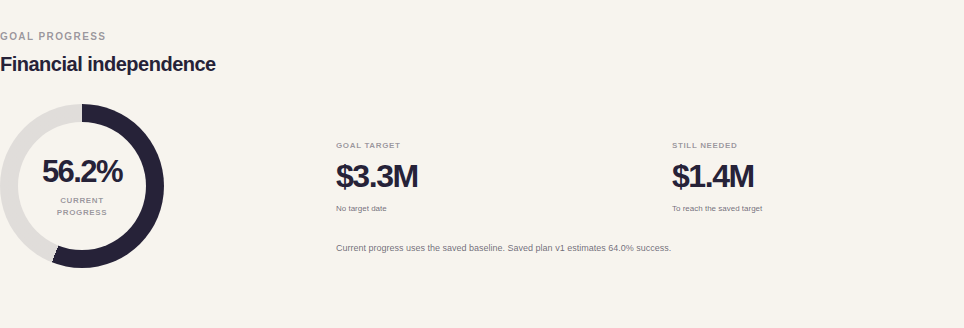 GOAL PROGRESS
Financial independence
56.2%
CURRENT
PROGRESS
GOAL TARGET
$3.3M
No target date
STILL NEEDED
$1.4M
To reach the saved target
Current progress uses the saved baseline. Saved plan v1 estimates 64.0% success.